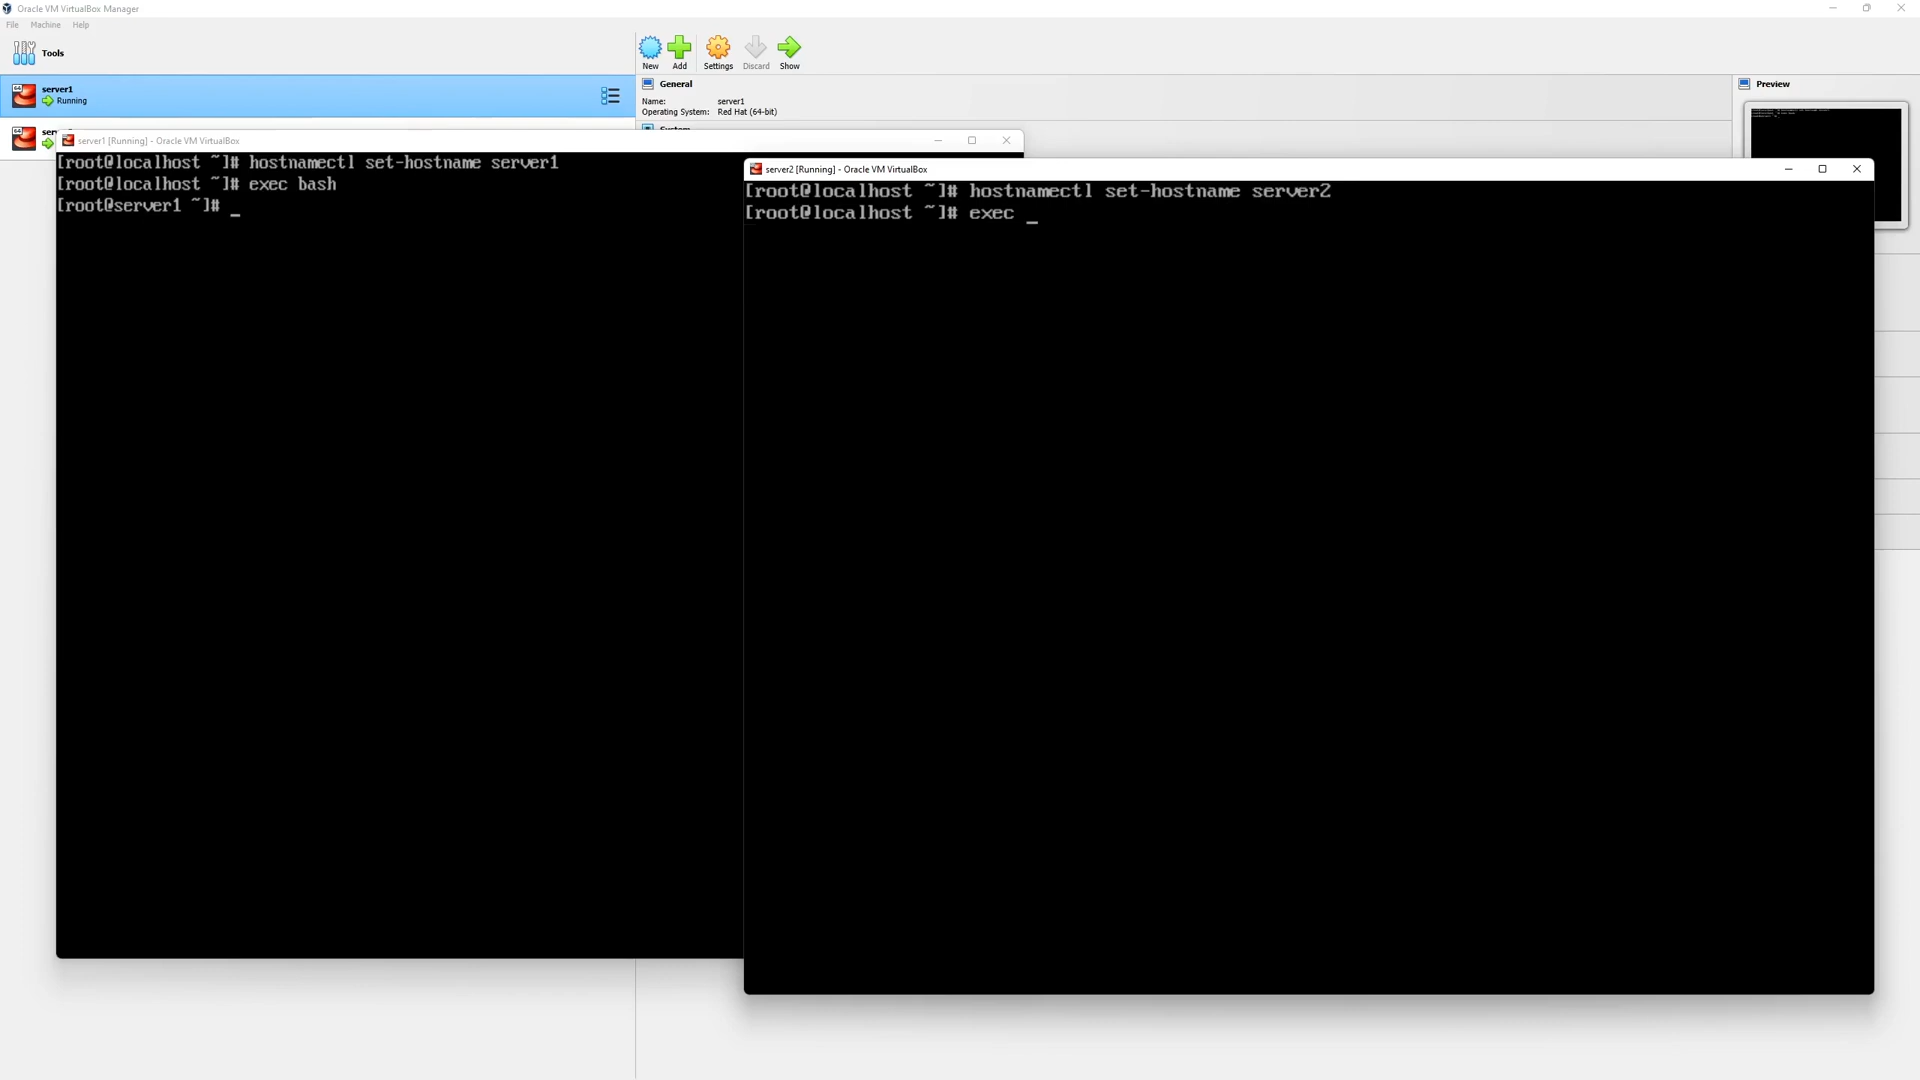 Oracle VM VirtualBox Manager
File Machine Help
Tools
New Add Settings Discard Show
64
server1
Running
General
Name: server1
Operating System: Red Hat (64-bit)
Preview
64
server1 [Running] - Oracle VM VirtualBox
[root@localhost ~]# hostnamectl set-hostname server1
[root@localhost ~]# exec bash
[root@server1 ~]# _
server2 [Running] - Oracle VM VirtualBox
[root@localhost ~]# hostnamectl set-hostname server2
[root@localhost ~]# exec _